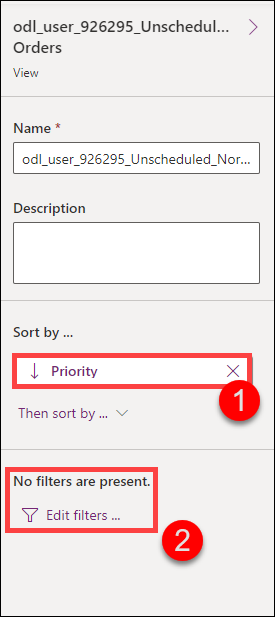 odl_user_926295_Unschedul...
Orders
View
Name *
odl_user_926295_Unscheduled_Nor...
Description
Sort by ...
Priority
1
Then sort by ...
No filters are present.
Edit filters ...
2